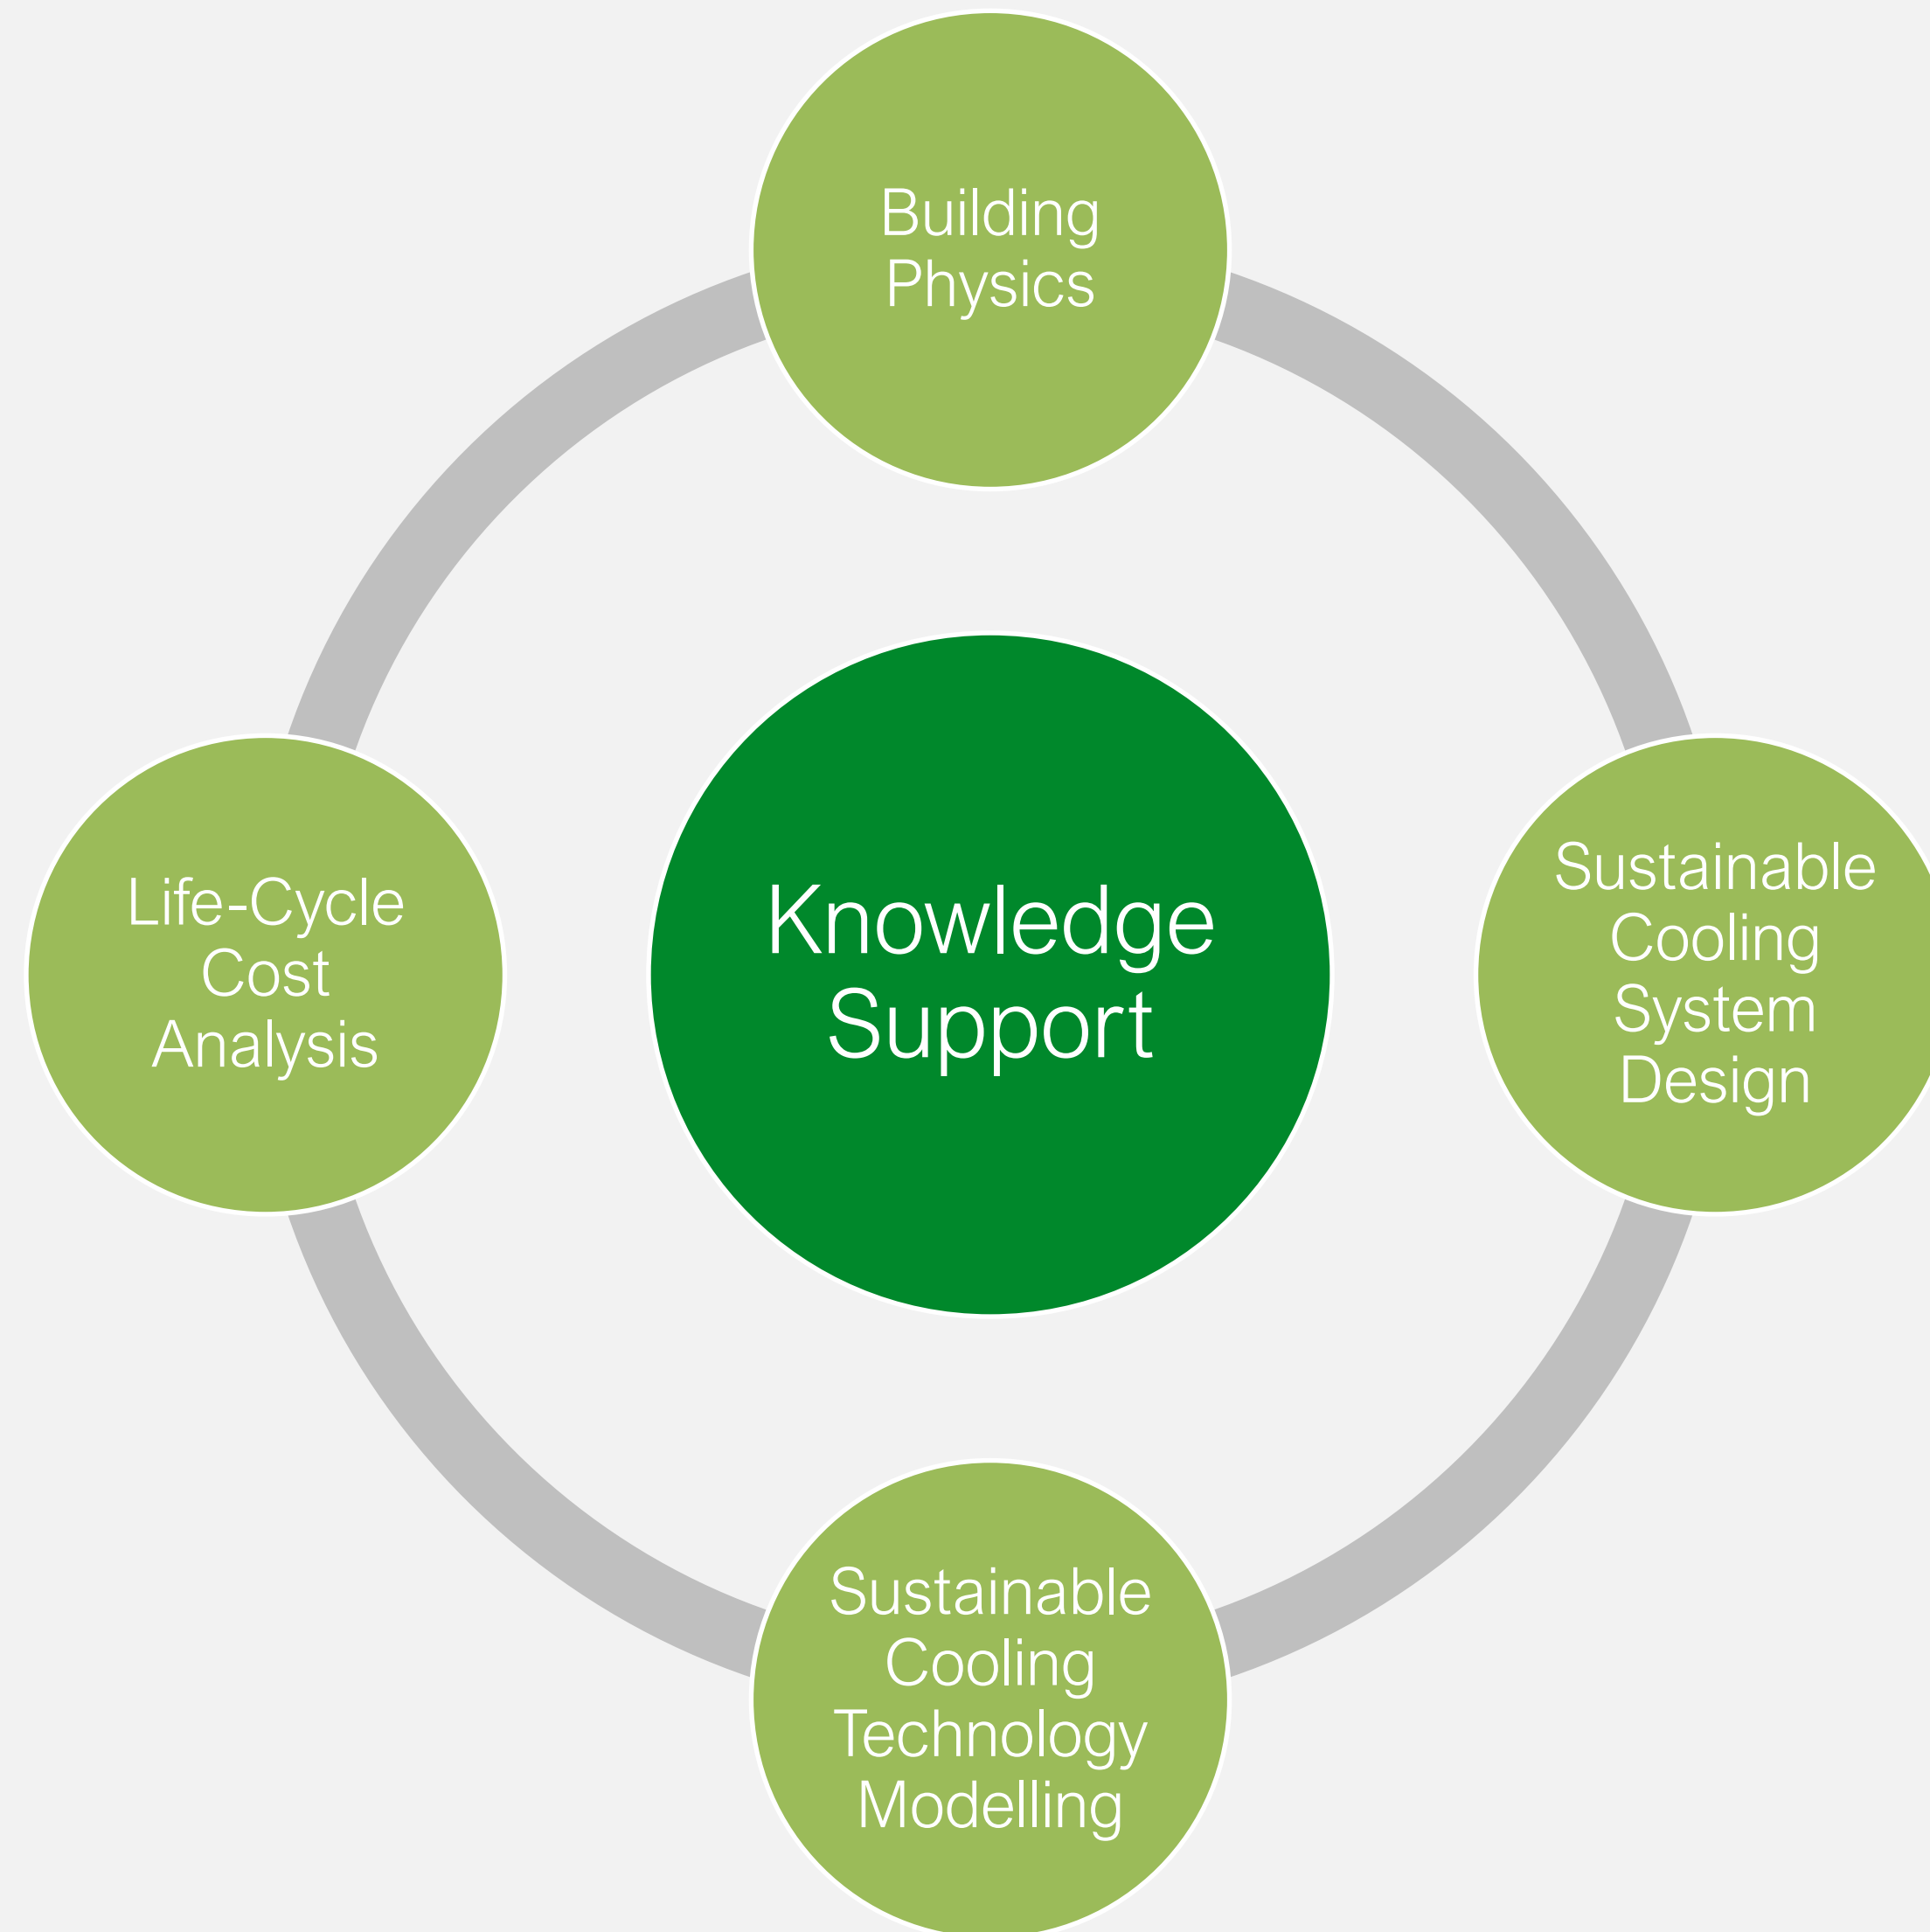 Building
Physics
Life-Cycle
Cost
Analysis
Knowledge
Support
Sustainable
Cooling
System
Design
Sustainable
Cooling
Technology
Modelling